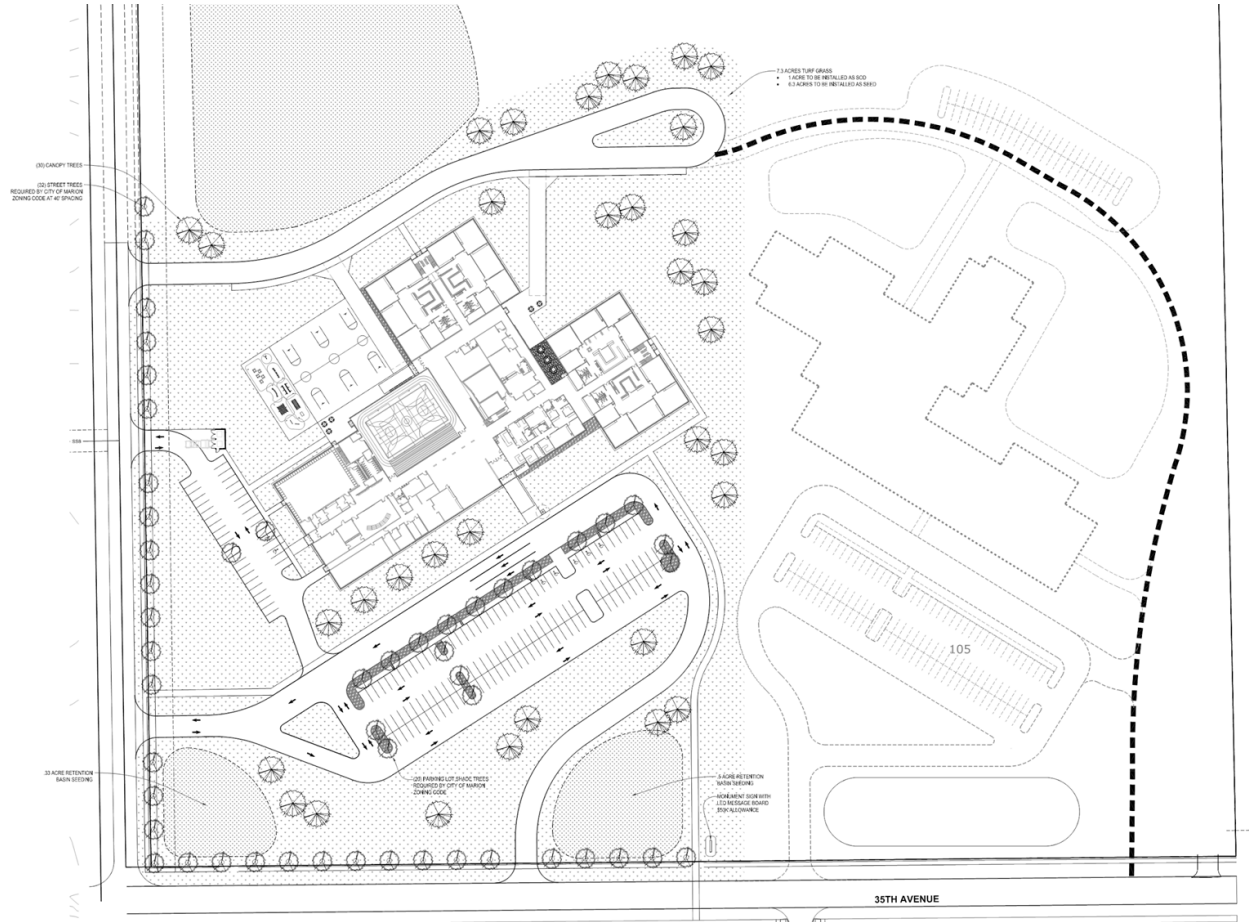 7.3 ACRES TURF GRASS
• 1 ACRE TO BE INSTALLED AS SOD
• 6.3 ACRES TO BE INSTALLED AS SEED
(30) CANOPY TREES
(32) STREET TREES
REQUIRED BY CITY OF MARION
ZONING CODE AT 40' SPACING
105
.33 ACRE RETENTION
BASIN SEEDING
PARKING LOT SHADE TREES
REQUIRED BY CITY OF MARION
ZONING CODE
.5 ACRE RETENTION
BASIN SEEDING
MONUMENT SIGN WITH
LED MESSAGE BOARD
ALLOWANCE
35TH AVENUE